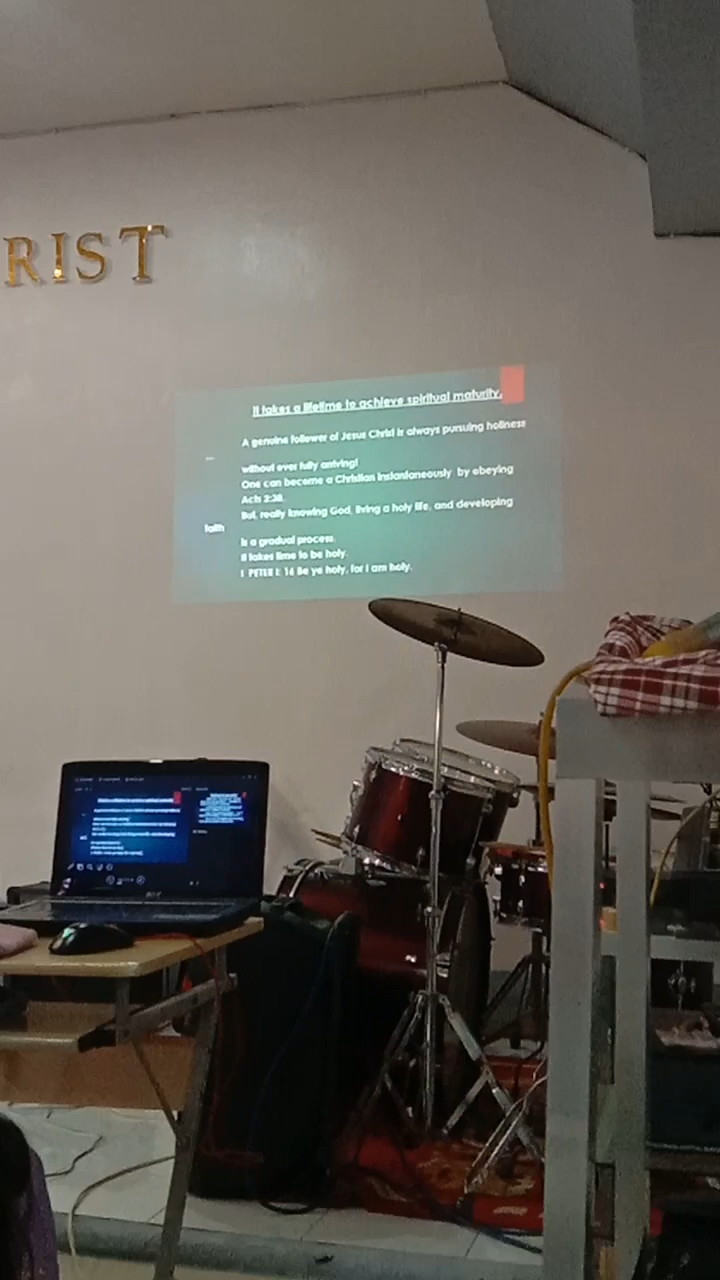 RIST
It takes a lifetime to achieve spiritual maturity.
A genuine follower of Jesus Christ is always pursuing holiness
without ever fully arriving!
One can become a Christian instantaneously by obeying
Acts 2:38.
But, really knowing God, living a holy life, and developing
faith
is a gradual process.
It takes time to be holy.
I PETER I: 16 Be ye holy, for I am holy.
acer